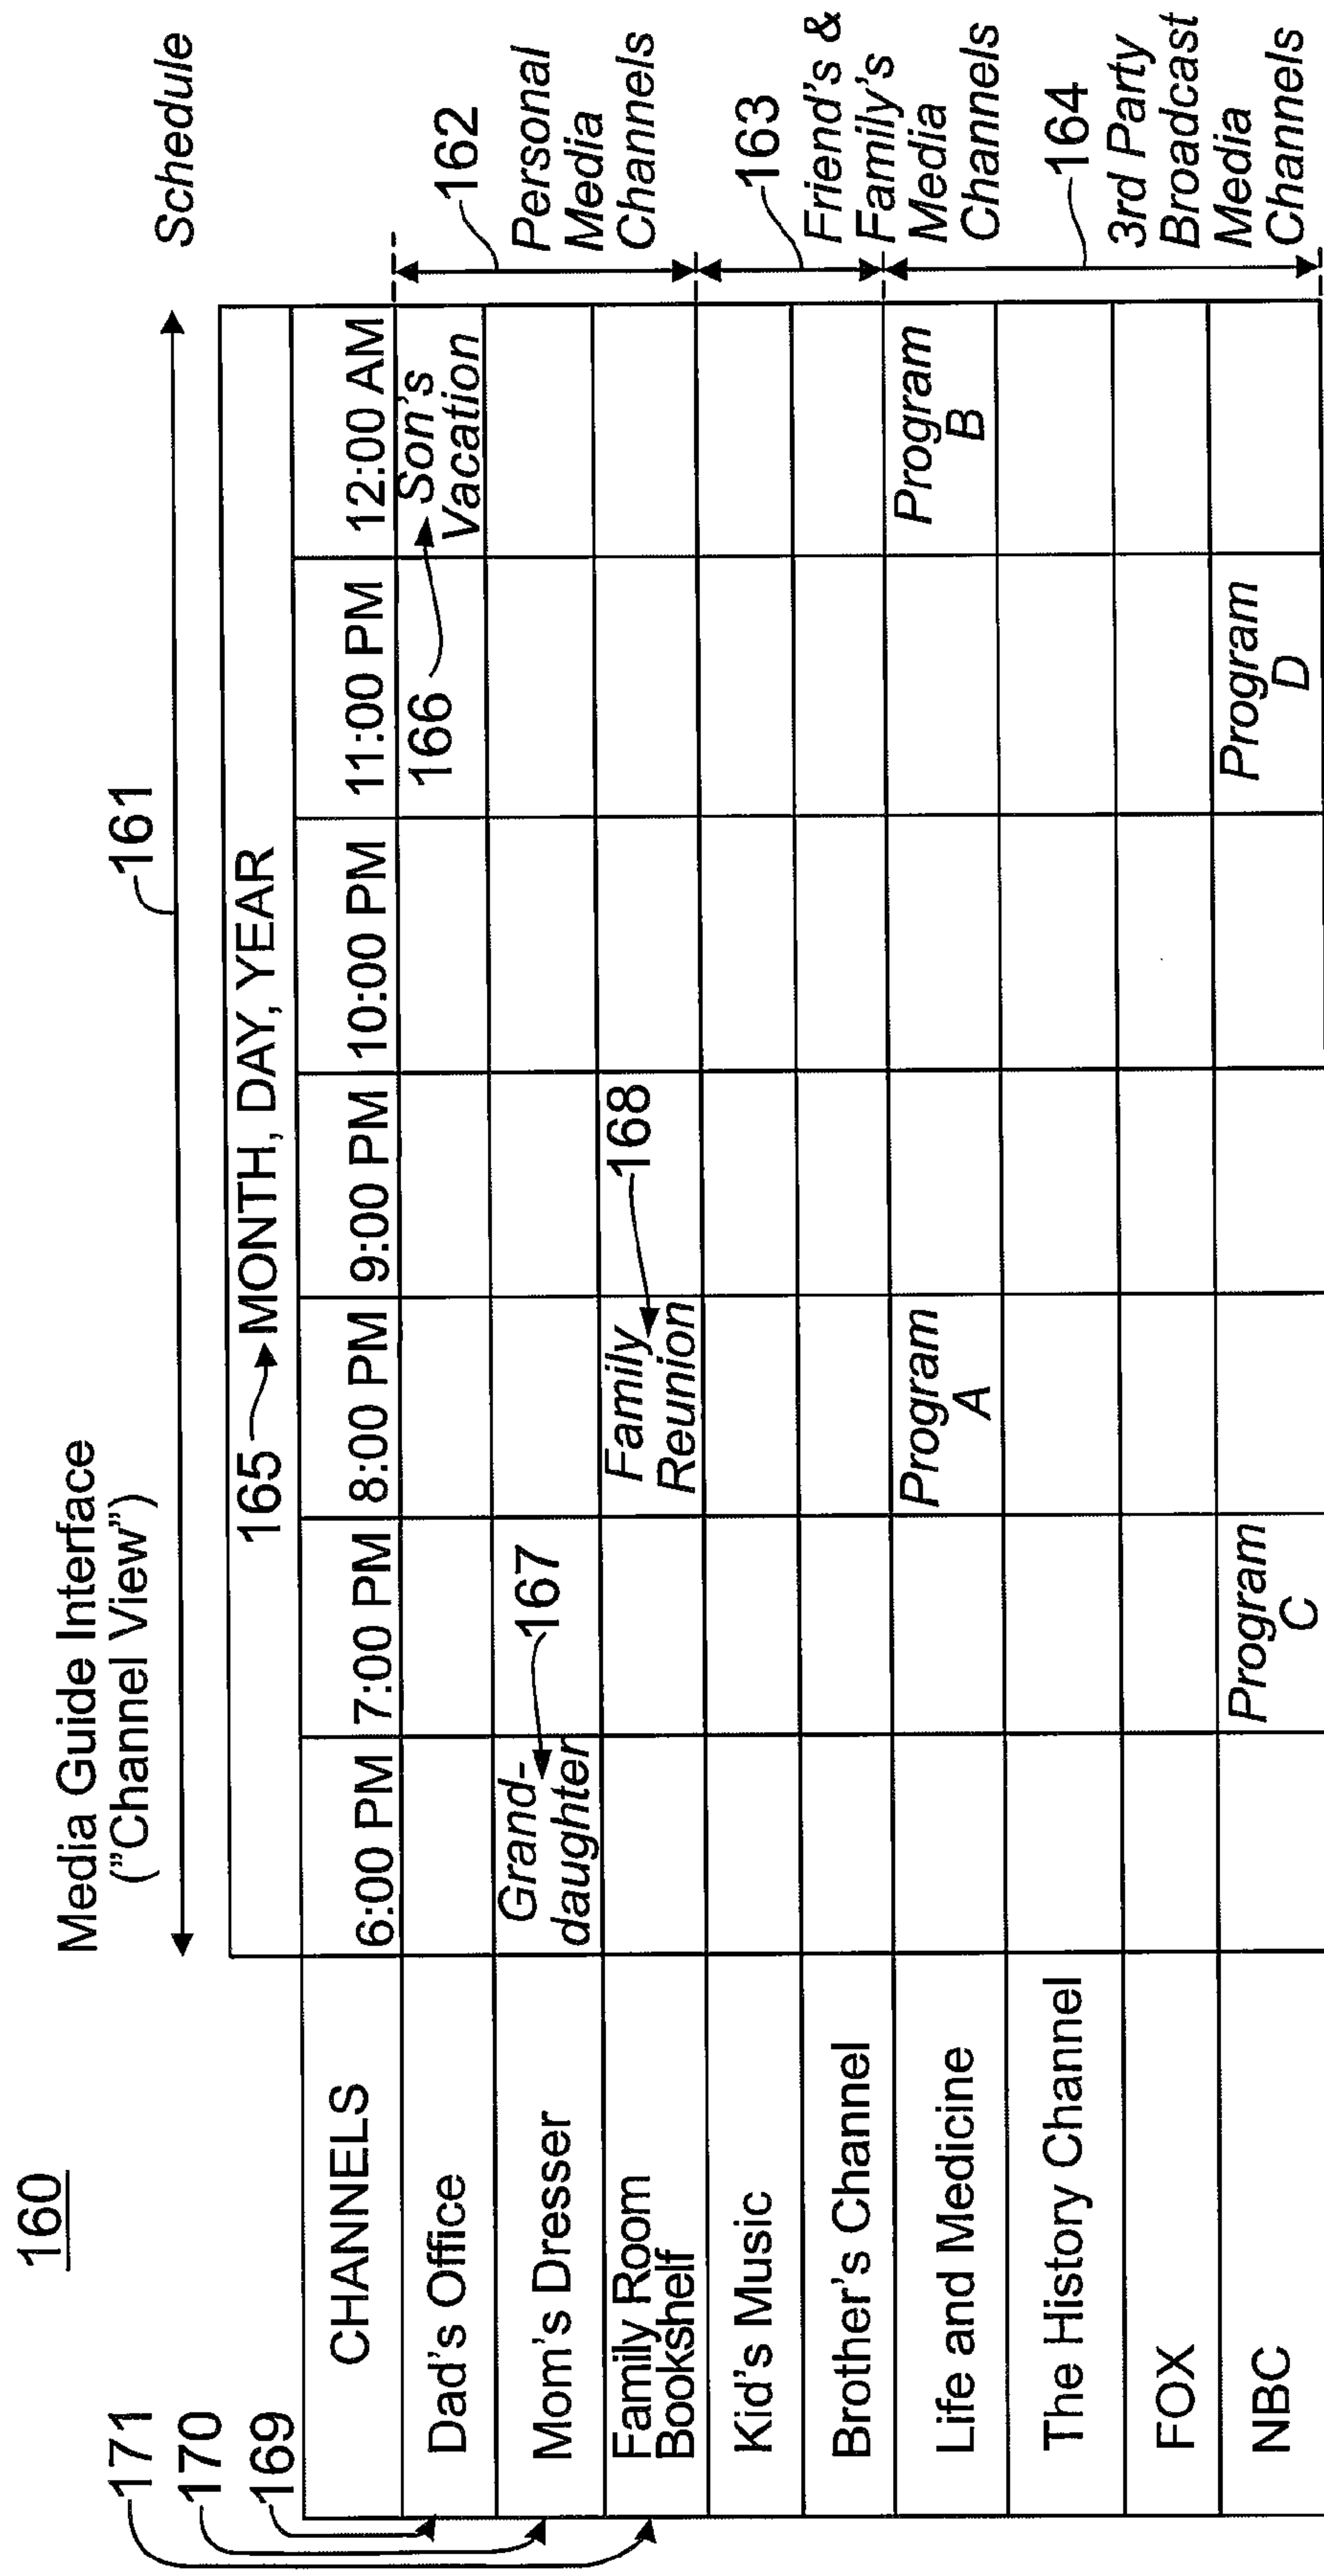 160
Media Guide Interface
("Channel View")
161
Schedule
171
170
169
165
MONTH, DAY, YEAR
CHANNELS
6:00 PM
7:00 PM
8:00 PM
9:00 PM
10:00 PM
11:00 PM
12:00 AM
Dad's Office
166
Son's
Vacation
Mom's Dresser
Grand-
daughter
167
Family Room
Bookshelf
Family
Reunion
168
Kid's Music
Brother's Channel
Life and Medicine
Program
A
Program
B
The History Channel
FOX
NBC
Program
C
Program
D
162
Personal
Media
Channels
163
Friend's &
Family's
Media
Channels
164
3rd Party
Broadcast
Media
Channels